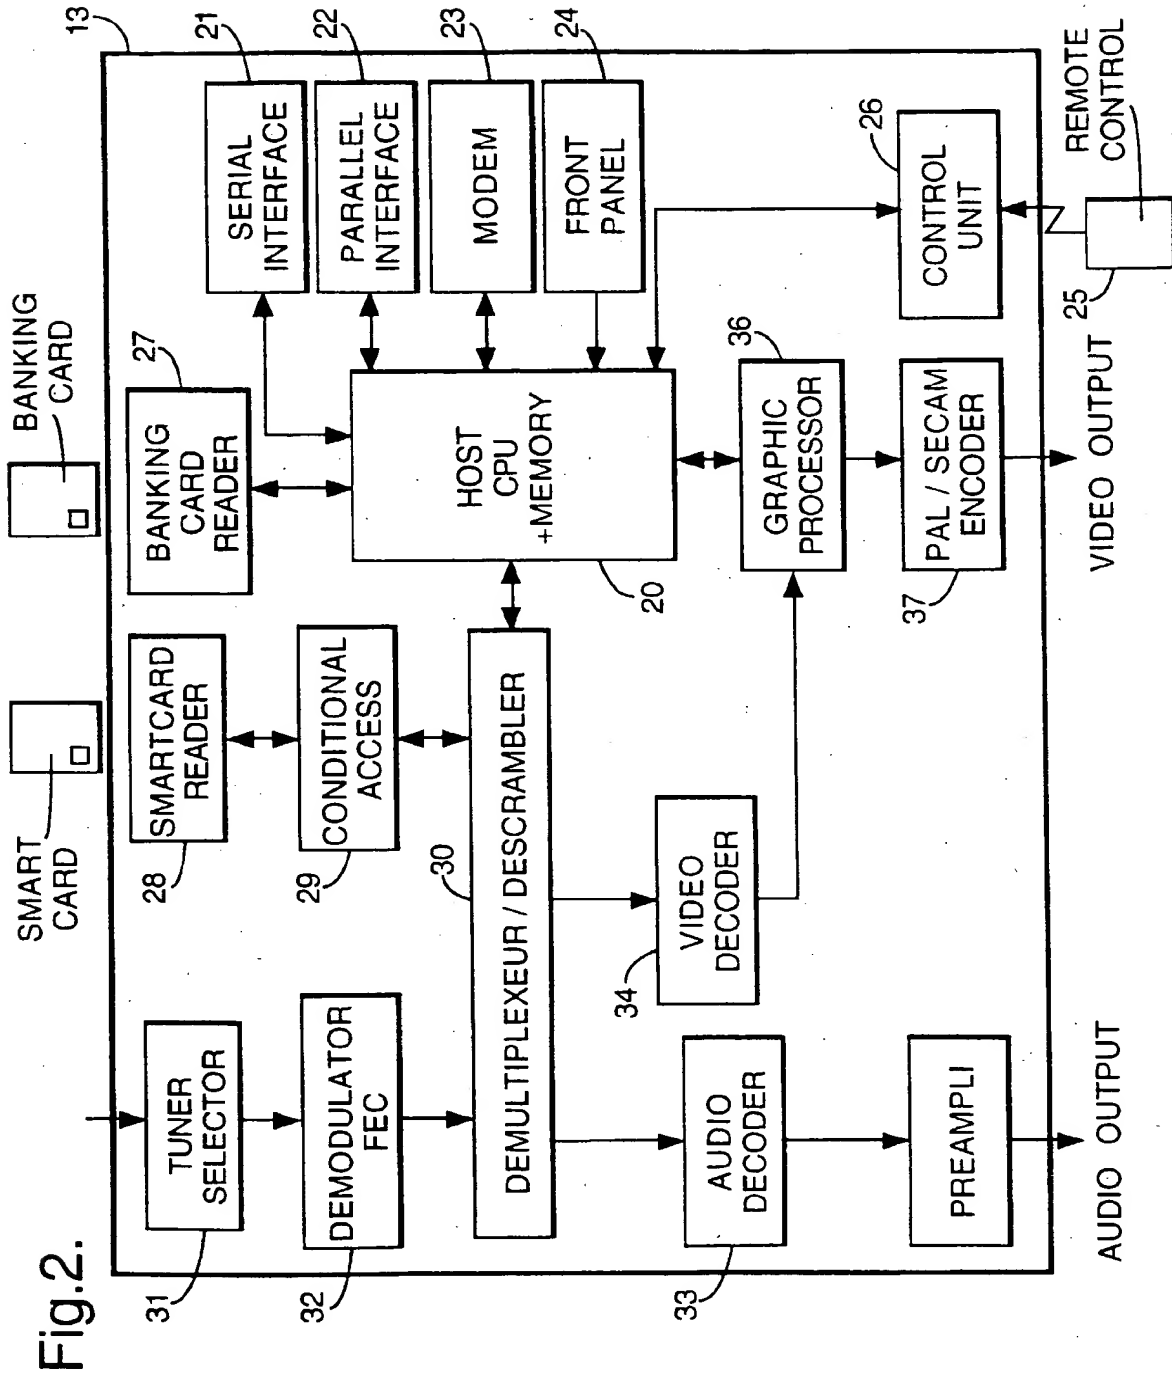 Fig.2.
SMART
CARD
BANKING
CARD
13
31
TUNER
SELECTOR
28
SMARTCARD
READER
27
BANKING
CARD
READER
21
SERIAL
INTERFACE
22
PARALLEL
INTERFACE
23
MODEM
24
FRONT
PANEL
32
DEMODULATOR
FEC
29
CONDITIONAL
ACCESS
30
DEMULTIPLEXEUR / DESCRAMBLER
20
HOST
CPU
+MEMORY
33
AUDIO
DECODER
34
VIDEO
DECODER
36
GRAPHIC
PROCESSOR
26
CONTROL
UNIT
PREAMPLI
37
PAL / SECAM
ENCODER
25
REMOTE
CONTROL
AUDIO OUTPUT
VIDEO OUTPUT